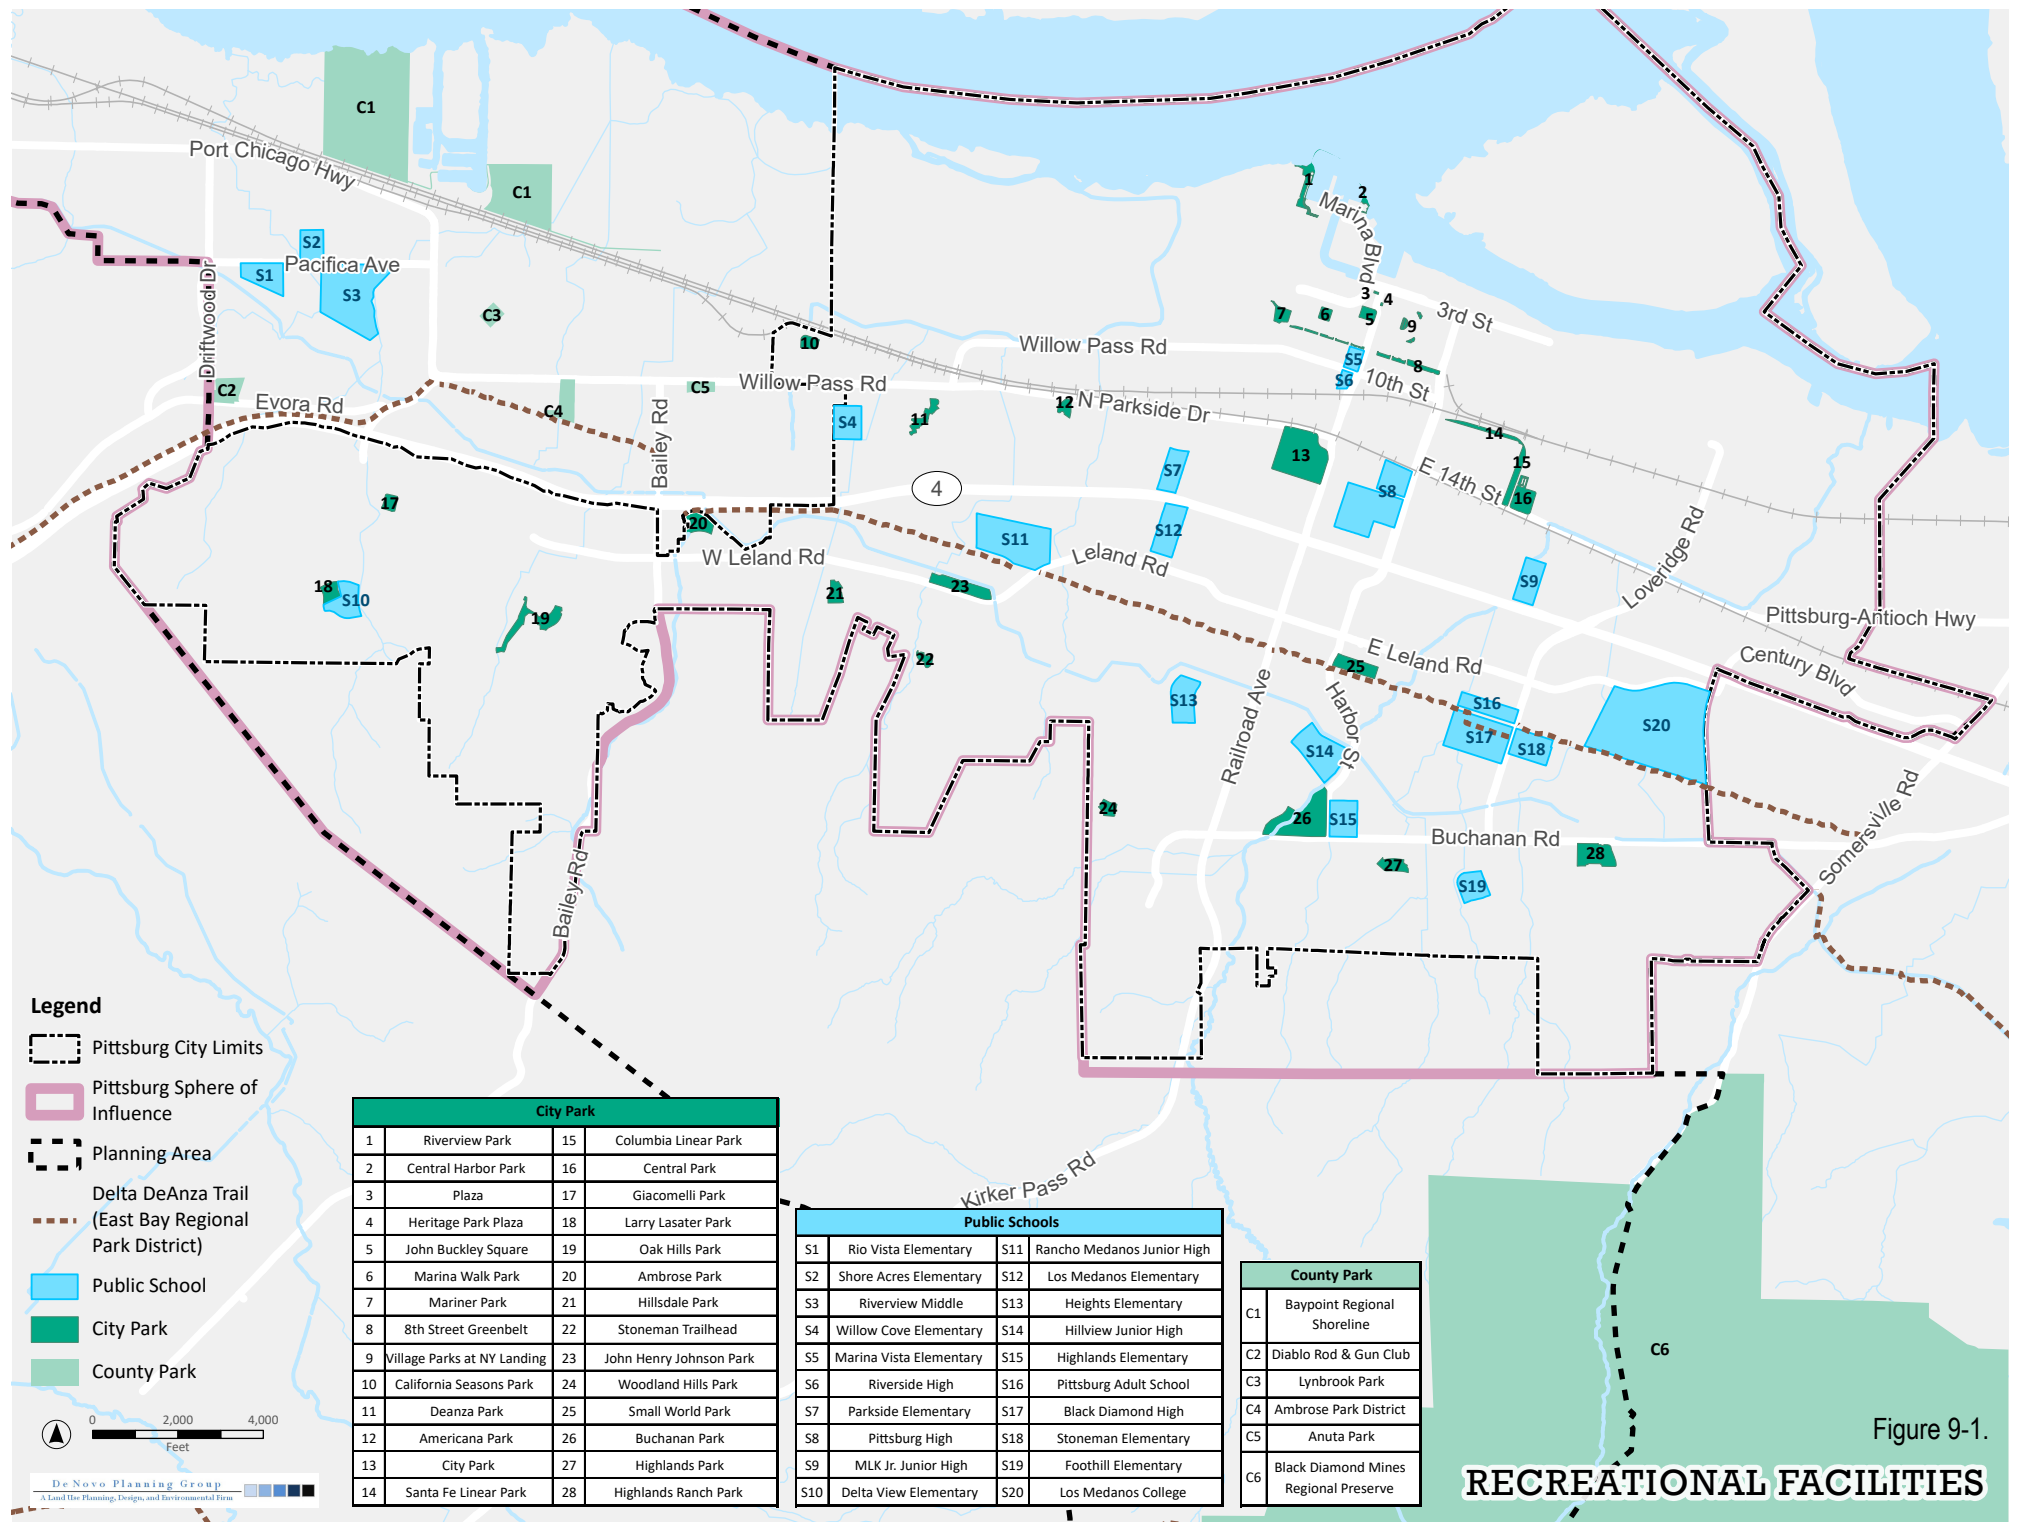 C1
Port Chicago Hwy
C1
1
2
Marina Blvd
S2
Pacifica Ave
S1
S3
Driftwood Dr
C3
3
4
7
6
5
9
3rd St
10
Willow Pass Rd
S5
8
C2
C5
Willow Pass Rd
S6
10th St
Evora Rd
C4
Bailey Rd
S4
11
12
N Parkside Dr
14
13
S7
E 14th St
15
S8
16
4
17
20
S12
S11
W Leland Rd
Leland Rd
Loveridge Rd
S9
18
S10
21
23
19
Pittsburg-Antioch Hwy
22
25
E Leland Rd
Century Blvd
S13
Railroad Ave
Harbor St
S16
S17
S18
S20
S14
24
26
S15
Buchanan Rd
Somersville Rd
27
28
S19
Bailey Rd
Kirker Pass Rd
C6
Legend
Pittsburg City Limits
Pittsburg Sphere of
Influence
Planning Area
Delta DeAnza Trail
(East Bay Regional
Park District)
Public School
City Park
County Park
0 2,000 4,000
Feet
De Novo Planning Group
A Land Use Planning, Design, and Environmental Firm
City Park
1 Riverview Park 15 Columbia Linear Park
2 Central Harbor Park 16 Central Park
3 Plaza 17 Giacomelli Park
4 Heritage Park Plaza 18 Larry Lasater Park
5 John Buckley Square 19 Oak Hills Park
6 Marina Walk Park 20 Ambrose Park
7 Mariner Park 21 Hillsdale Park
8 8th Street Greenbelt 22 Stoneman Trailhead
9 Village Parks at NY Landing 23 John Henry Johnson Park
10 California Seasons Park 24 Woodland Hills Park
11 Deanza Park 25 Small World Park
12 Americana Park 26 Buchanan Park
13 City Park 27 Highlands Park
14 Santa Fe Linear Park 28 Highlands Ranch Park
Public Schools
S1 Rio Vista Elementary S11 Rancho Medanos Junior High
S2 Shore Acres Elementary S12 Los Medanos Elementary
S3 Riverview Middle S13 Heights Elementary
S4 Willow Cove Elementary S14 Hillview Junior High
S5 Marina Vista Elementary S15 Highlands Elementary
S6 Riverside High S16 Pittsburg Adult School
S7 Parkside Elementary S17 Black Diamond High
S8 Pittsburg High S18 Stoneman Elementary
S9 MLK Jr. Junior High S19 Foothill Elementary
S10 Delta View Elementary S20 Los Medanos College
County Park
C1 Baypoint Regional
Shoreline
C2 Diablo Rod & Gun Club
C3 Lynbrook Park
C4 Ambrose Park District
C5 Anuta Park
C6 Black Diamond Mines
Regional Preserve
Figure 9-1.
RECREATIONAL FACILITIES